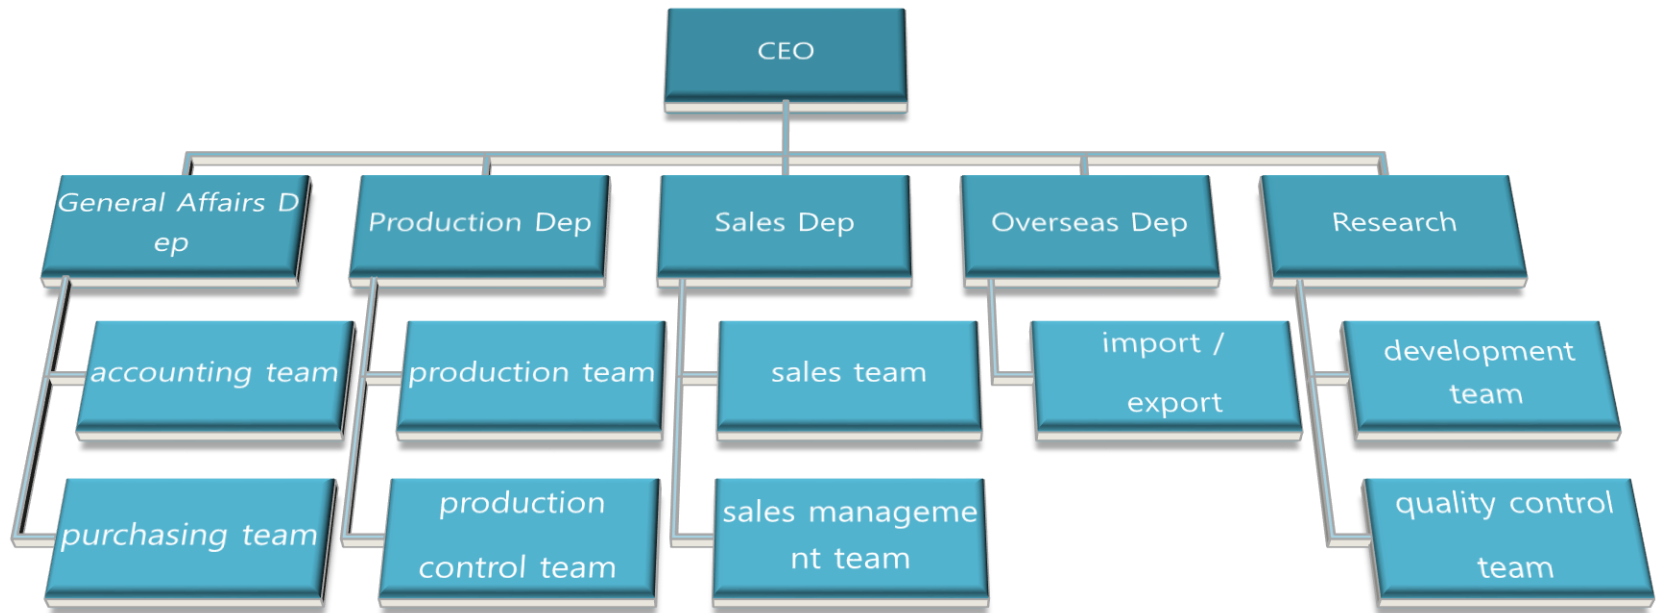 CEO
General Affairs D
ep
Production Dep
Sales Dep
Overseas Dep
Research
accounting team
production team
sales team
import /
export
development
team
purchasing team
production
control team
sales manageme
nt team
quality control
team